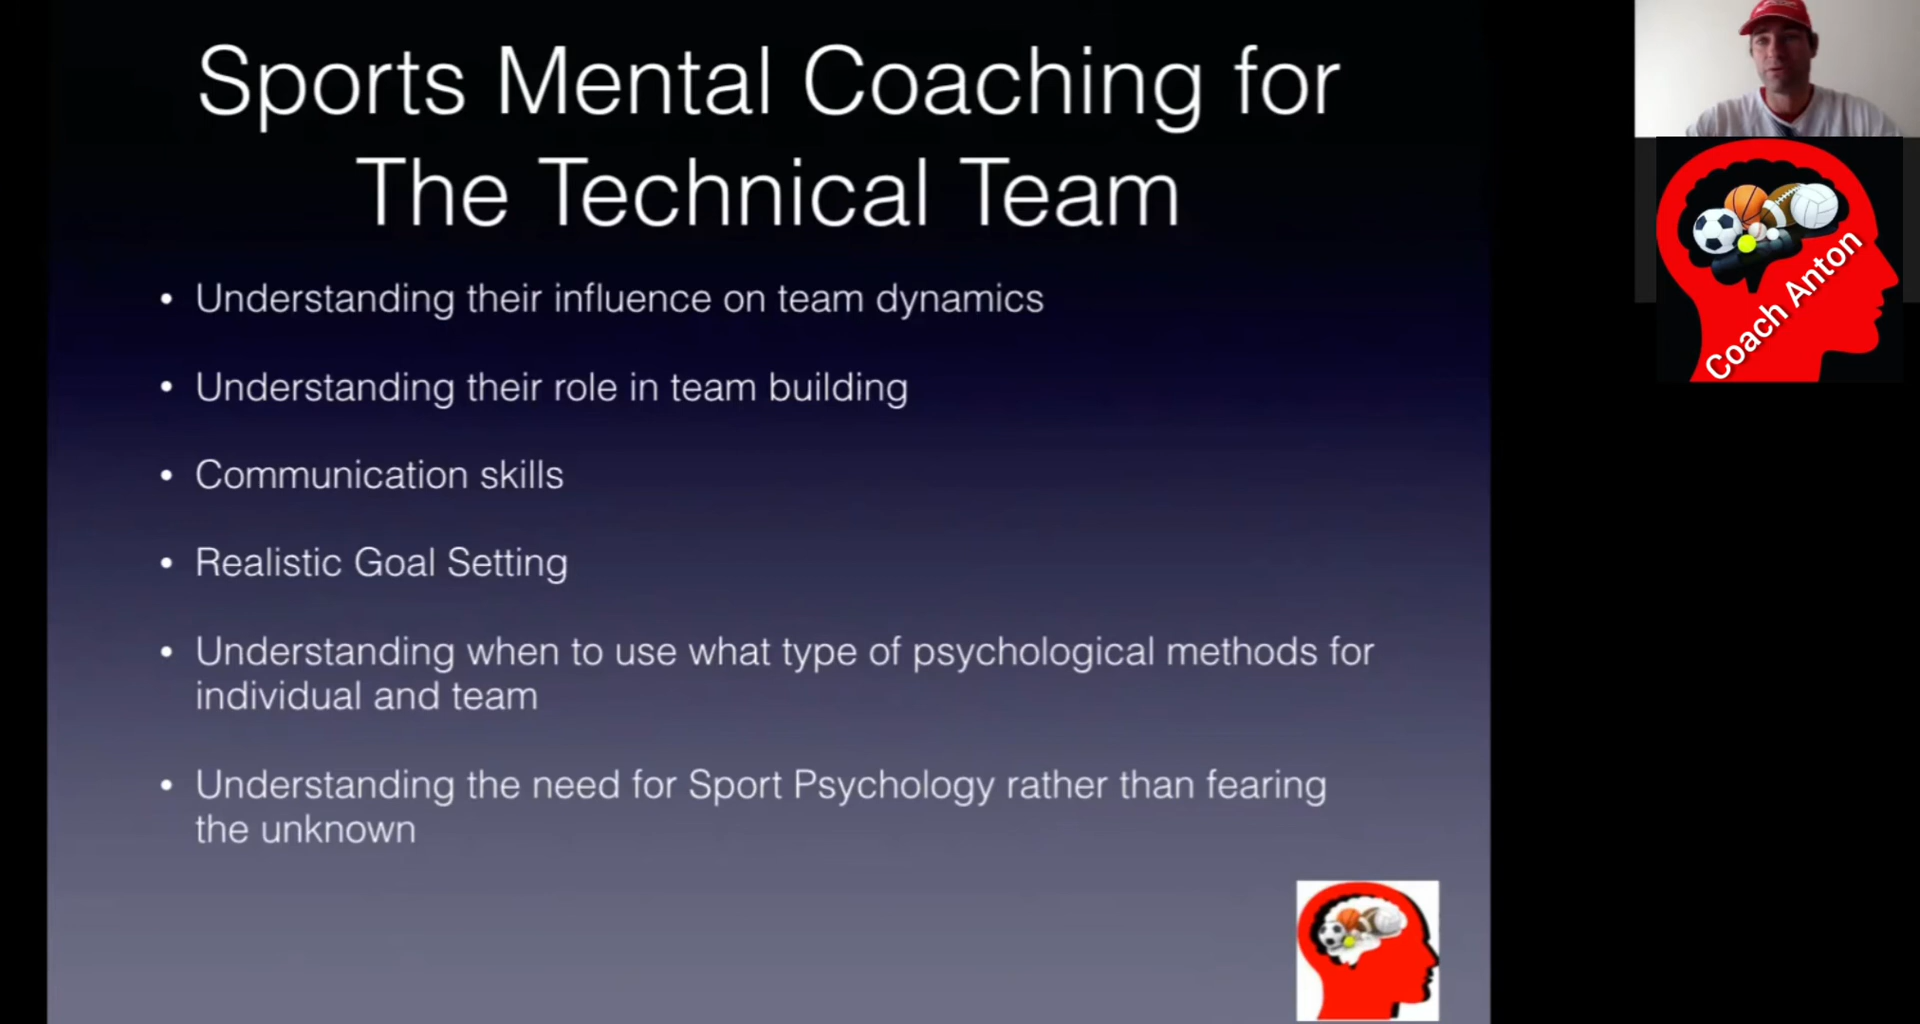 Sports Mental Coaching for
The Technical Team
• Understanding their influence on team dynamics
• Understanding their role in team building
• Communication skills
• Realistic Goal Setting
• Understanding when to use what type of psychological methods for
individual and team
• Understanding the need for Sport Psychology rather than fearing
the unknown
Coach Anton